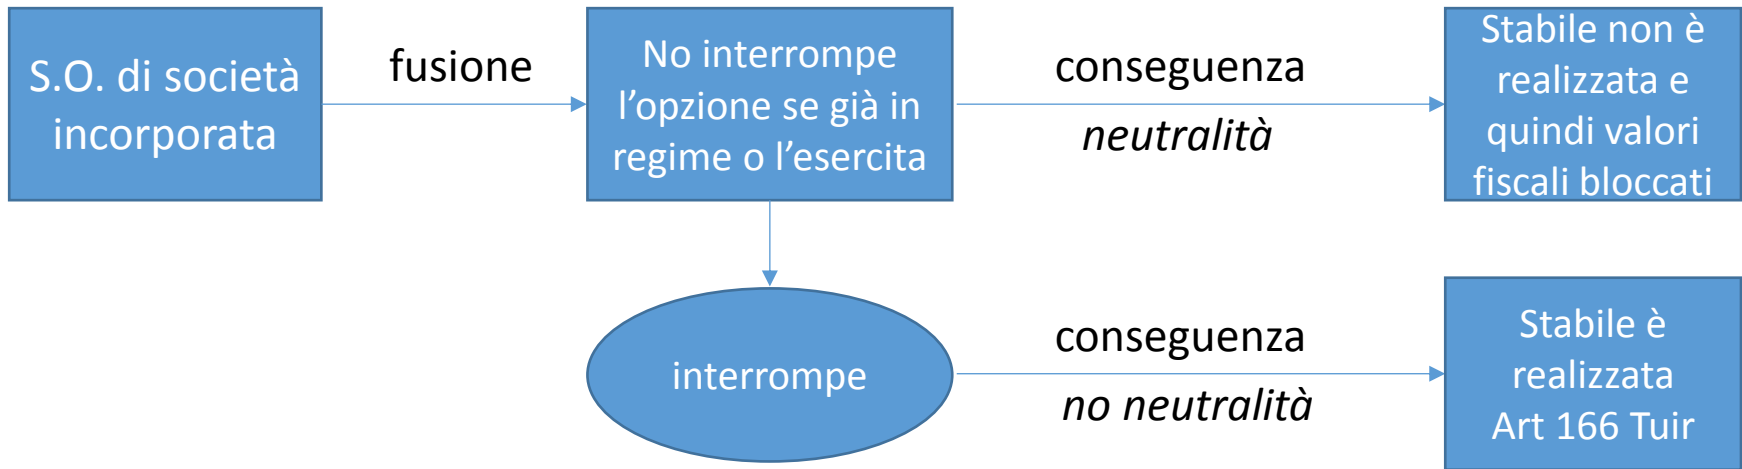 S.O. di società
incorporata
fusione
No interrompe
l'opzione se già in
regime o l'esercita
conseguenza
neutralità
Stabile non è
realizzata e
quindi valori
fiscali bloccati
interrompe
conseguenza
no neutralità
Stabile è
realizzata
Art 166 Tuir